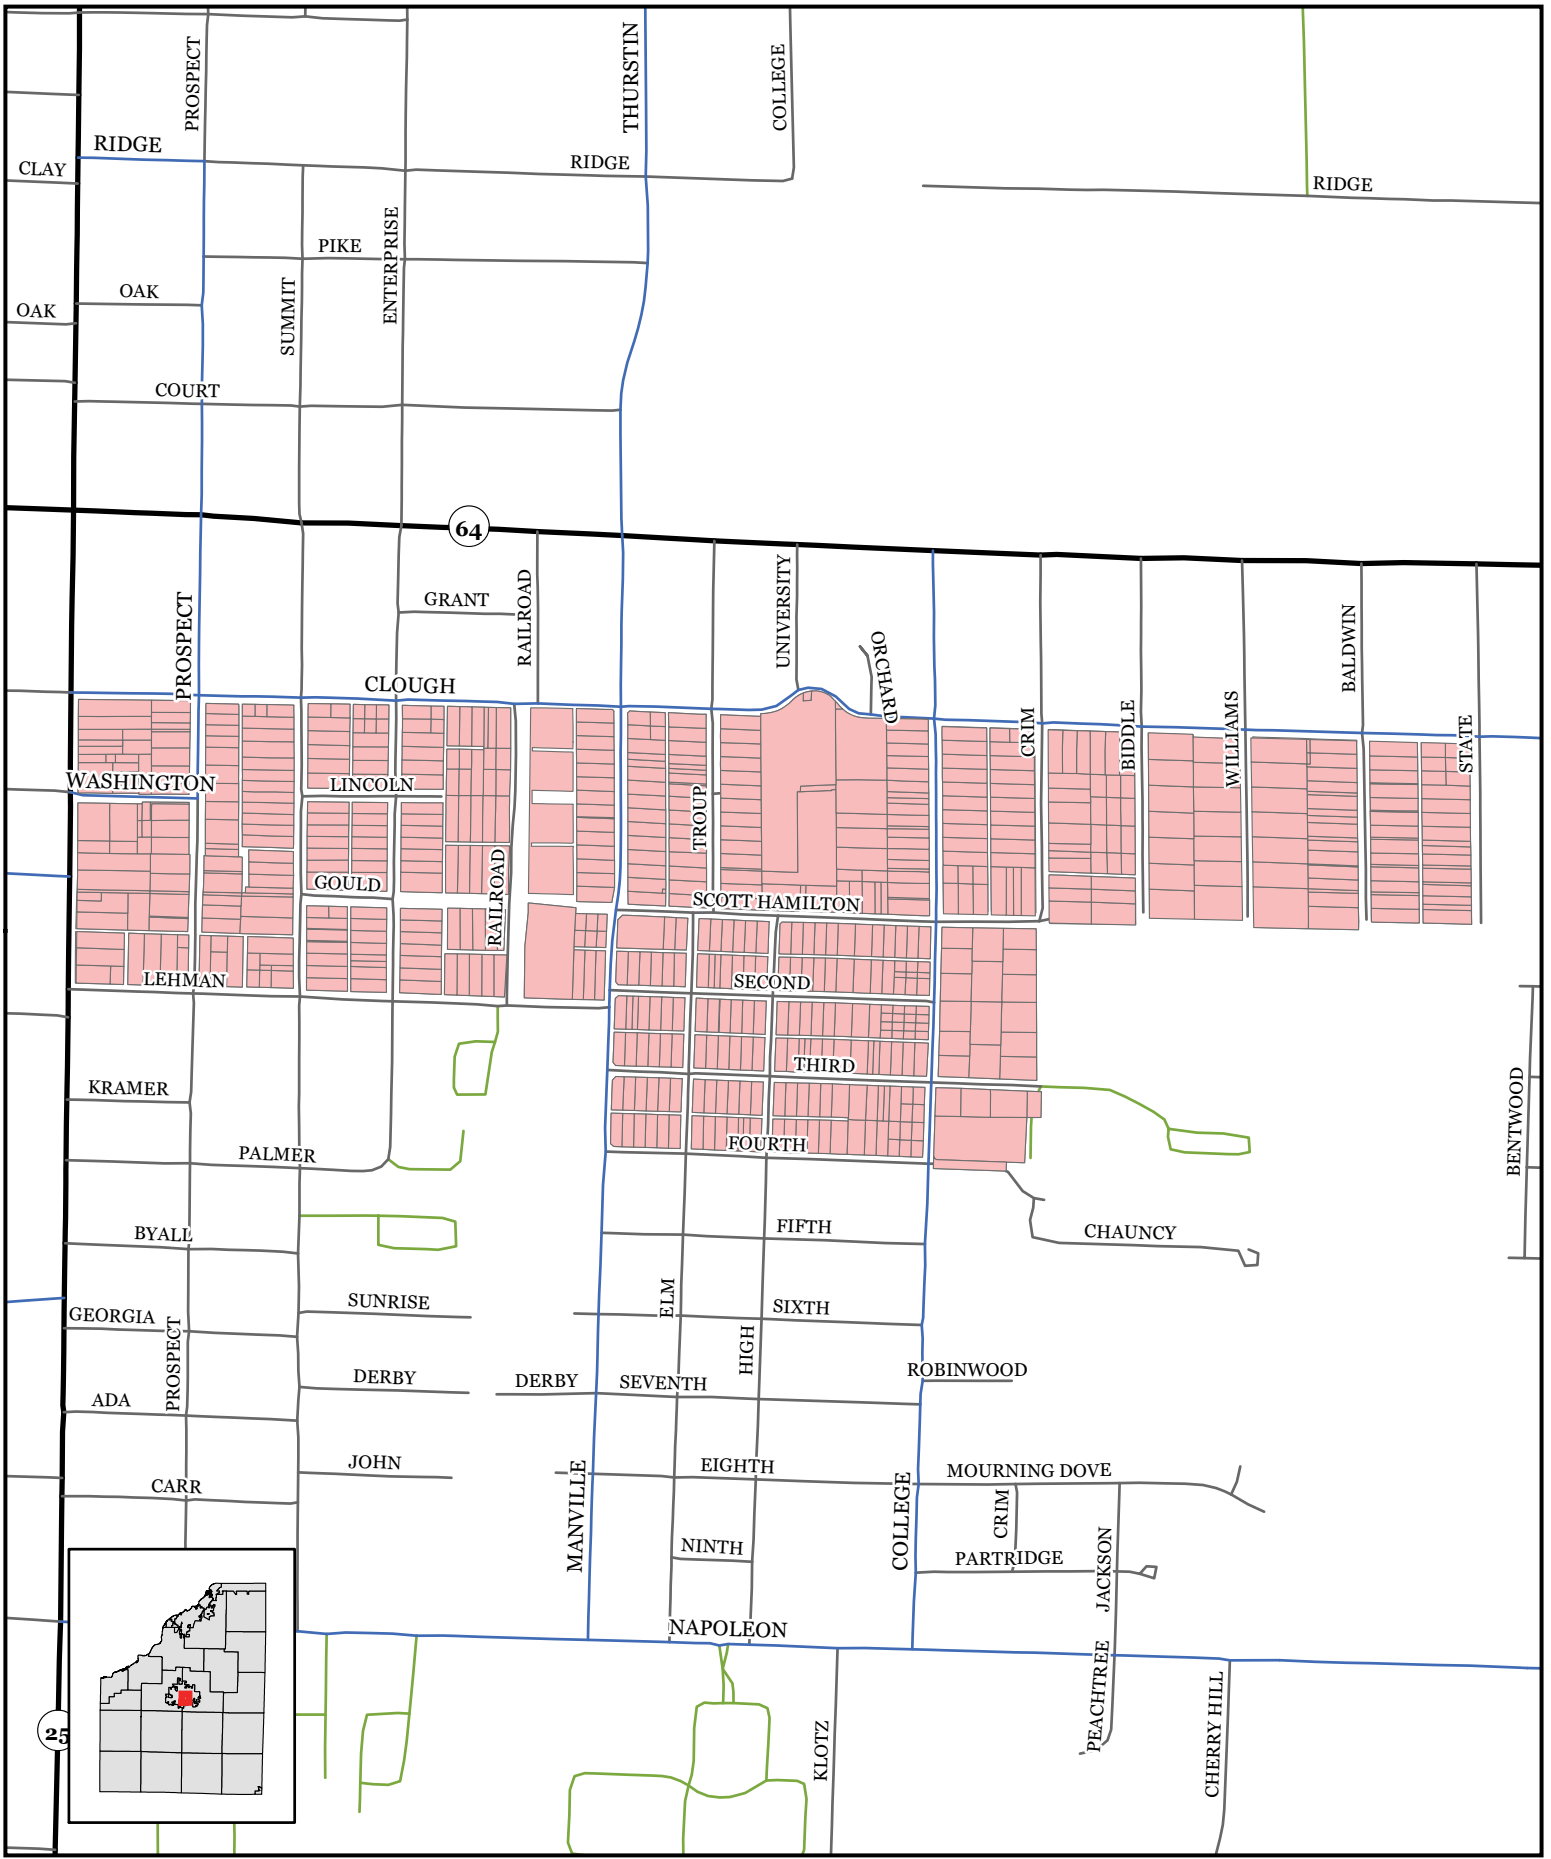 PROSPECT
THURSTIN
COLLEGE
RIDGE
RIDGE
CLAY
RIDGE
ENTERPRISE
PIKE
SUMMIT
OAK
OAK
COURT
64
GRANT
RAILROAD
UNIVERSITY
PROSPECT
ORCHARD
BALDWIN
CLOUGH
CRIM
BIDDLE
WILLIAMS
STATE
WASHINGTON
LINCOLN
TROUP
GOULD
RAILROAD
SCOTT HAMILTON
LEHMAN
SECOND
THIRD
KRAMER
BENTWOOD
FOURTH
PALMER
BYALL
FIFTH
CHAUNCY
ELM
SUNRISE
SIXTH
GEORGIA
PROSPECT
HIGH
ROBINWOOD
DERBY
DERBY
SEVENTH
ADA
JOHN
EIGHTH
MOURNING DOVE
CARR
MANVILLE
COLLEGE
CRIM
NINTH
PARTRIDGE
JACKSON
NAPOLEON
PEACHTREE
CHERRY HILL
KLOTZ
25